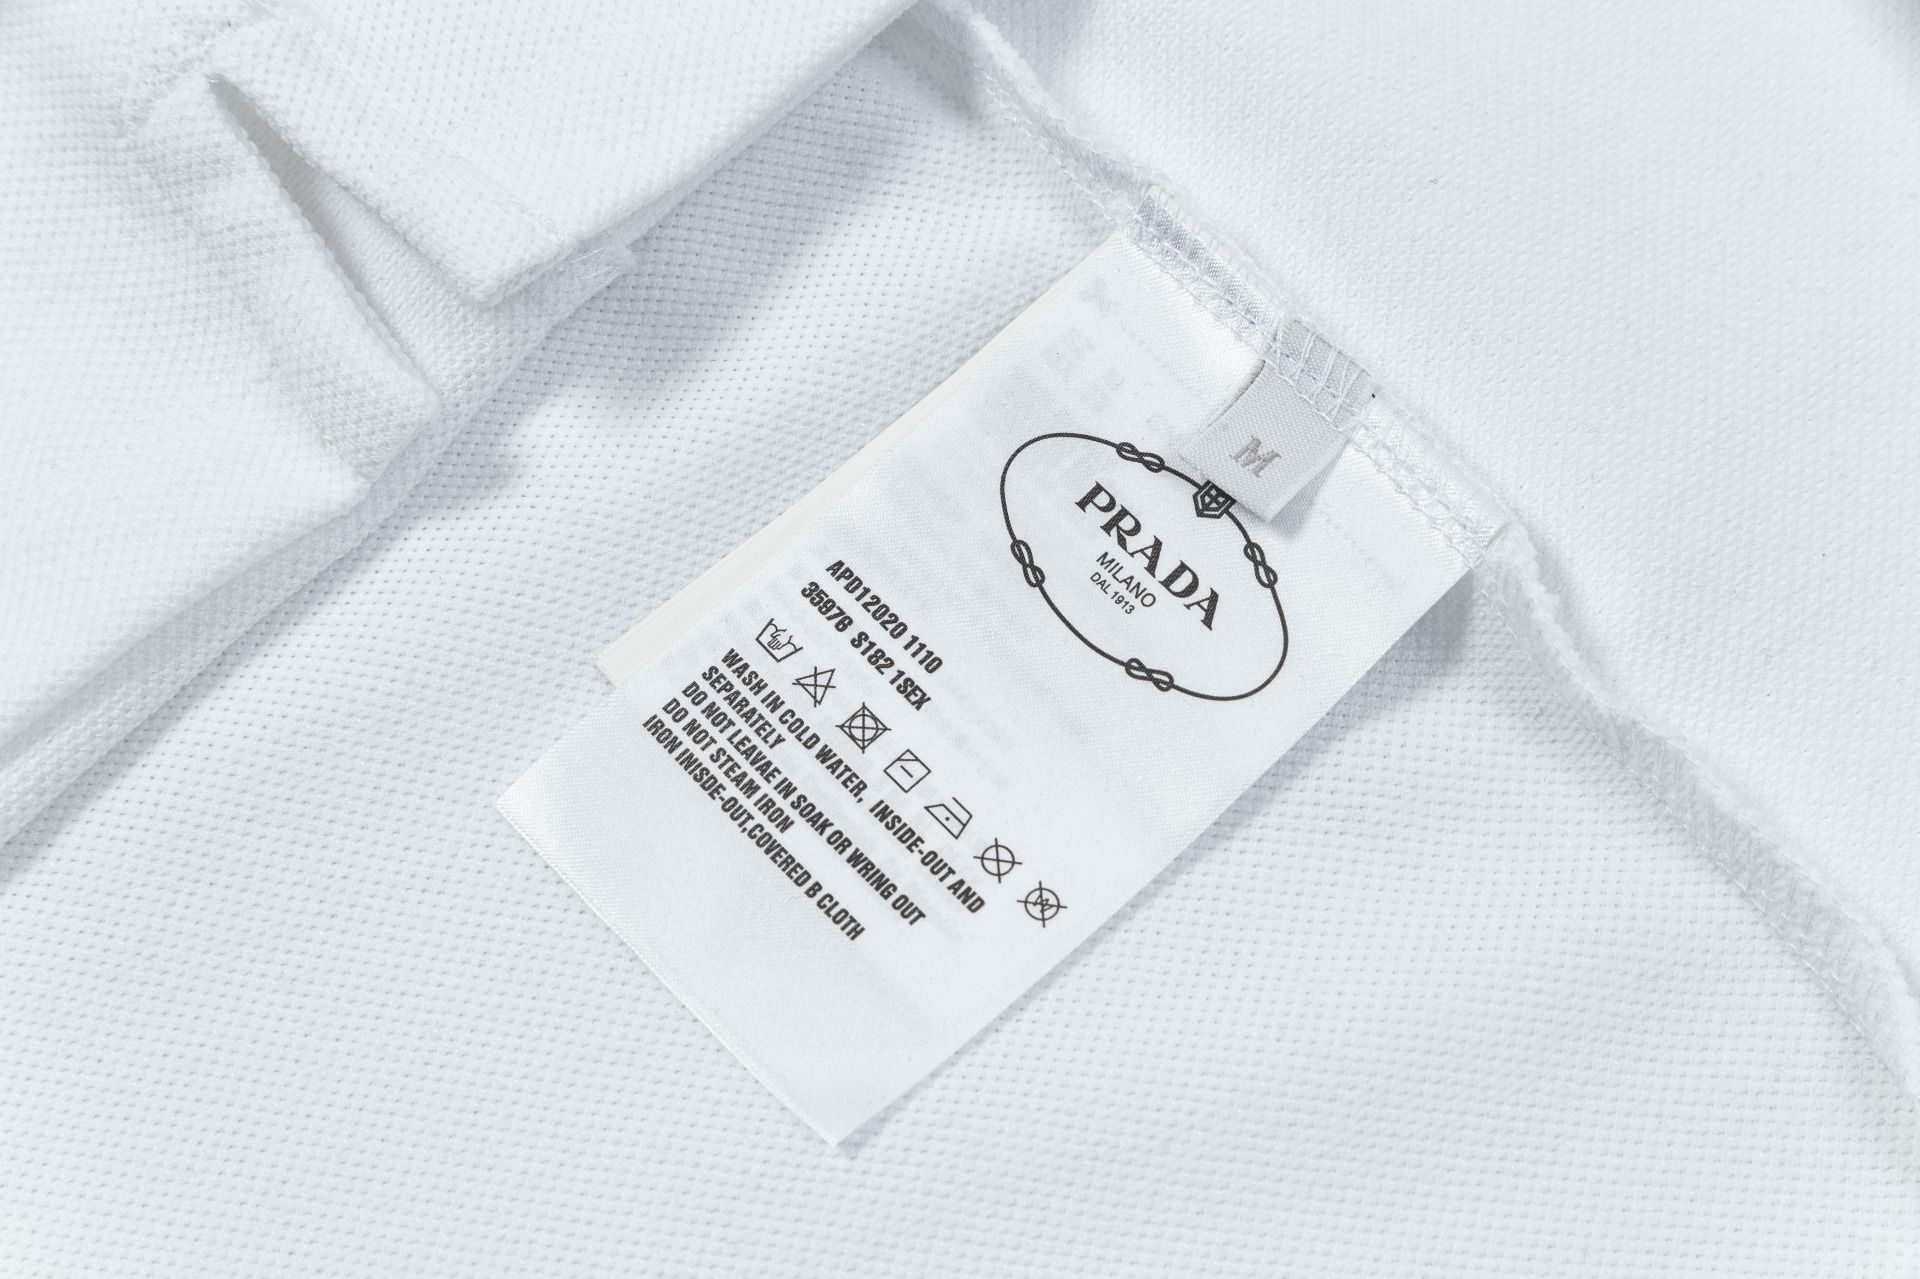 M
PRADA
MILANO
DAL 1913
APD12020 1110
35976 S182 1SEX
WASH IN COLD WATER, INSIDE-OUT AND
SEPARATELY
DO NOT LEAVAE IN SOAK OR WRING OUT
DO NOT STEAM IRON
IRON INISDE-OUT,COVERED B CLOTH